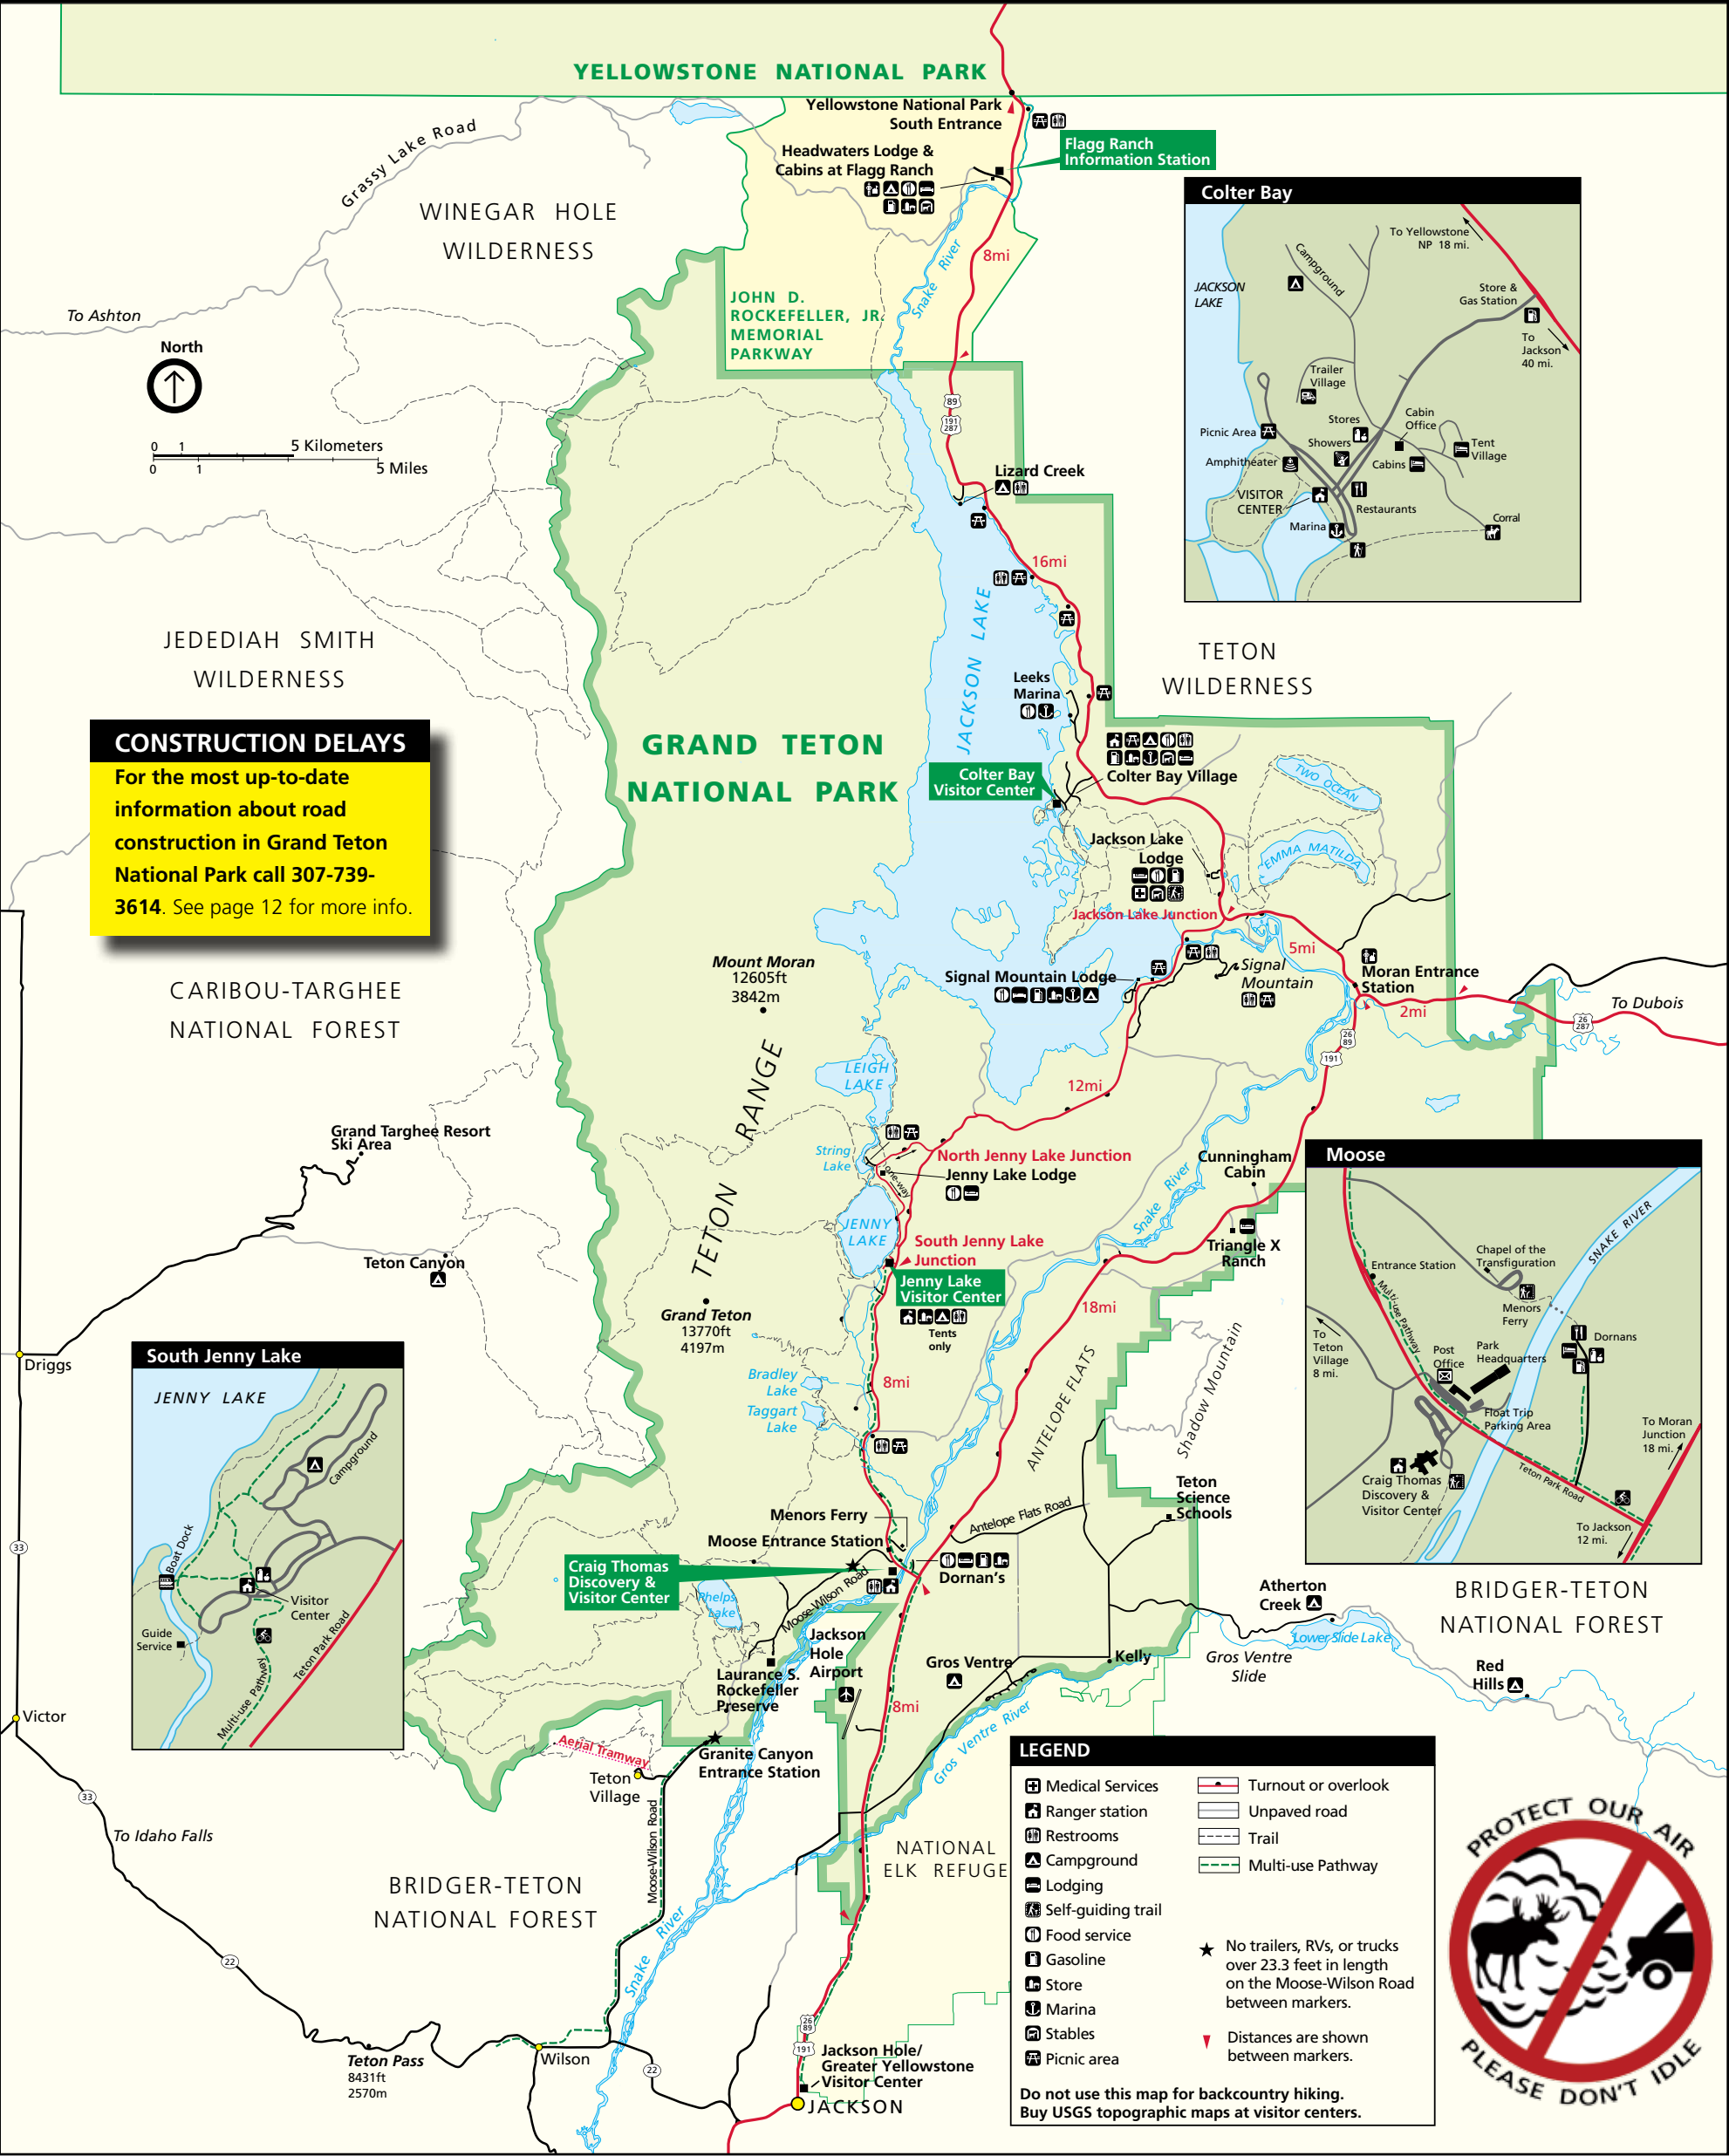 YELLOWSTONE NATIONAL PARK
Yellowstone National Park
South Entrance
Flagg Ranch
Information Station
Headwaters Lodge &
Cabins at Flagg Ranch
Grassy Lake Road
WINEGAR HOLE
WILDERNESS
Snake River
8mi
JOHN D.
ROCKEFELLER, JR.
MEMORIAL
PARKWAY
To Ashton
North
0 1 5 Kilometers
0 1 5 Miles
89
191
287
Colter Bay
To Yellowstone
NP 18 mi.
JACKSON
LAKE
Campground
Store &
Gas Station
To
Jackson
40 mi.
Trailer
Village
Stores
Cabin
Office
Picnic Area
Showers
Tent
Village
Amphitheater
Cabins
VISITOR
CENTER
Restaurants
Marina
Corral
Lizard Creek
16mi
JACKSON LAKE
JEDEDIAH SMITH
WILDERNESS
TETON
WILDERNESS
Leeks
Marina
CONSTRUCTION DELAYS
For the most up-to-date
information about road
construction in Grand Teton
National Park call 307-739-
3614. See page 12 for more info.
GRAND TETON
NATIONAL PARK
Colter Bay
Visitor Center
Colter Bay Village
TWO OCEAN
EMMA MATILDA
Jackson Lake
Lodge
Jackson Lake Junction
5mi
Signal Mountain Lodge
Signal
Mountain
Moran Entrance
Station
2mi
To Dubois
26
287
26
89
191
Mount Moran
12605ft
3842m
CARIBOU-TARGHEE
NATIONAL FOREST
TETON RANGE
LEIGH
LAKE
12mi
Grand Targhee Resort
Ski Area
String
Lake
North Jenny Lake Junction
Jenny Lake Lodge
one-way
Cunningham
Cabin
Snake River
JENNY
LAKE
South Jenny Lake
Junction
Jenny Lake
Visitor Center
Tents
only
Triangle X
Ranch
18mi
Teton Canyon
Grand Teton
13770ft
4197m
Bradley
Lake
Taggart
Lake
8mi
ANTELOPE FLATS
Shadow Mountain
Driggs
South Jenny Lake
JENNY LAKE
Campground
Boat Dock
Visitor
Center
Guide
Service
Multi-use Pathway
Teton Park Road
Moose
SNAKE RIVER
Chapel of the
Transfiguration
Entrance Station
Multi-use Pathway
Menors
Ferry
To
Teton
Village
8 mi.
Post
Office
Park
Headquarters
Dornans
Float Trip
Parking Area
To Moran
Junction
18 mi.
Craig Thomas
Discovery &
Visitor Center
Teton Park Road
To Jackson
12 mi.
Teton
Science
Schools
Antelope Flats Road
Menors Ferry
Moose Entrance Station
Craig Thomas
Discovery &
Visitor Center
Dornan's
Phelps
Lake
Moose-Wilson Road
Jackson
Hole
Airport
Laurance S.
Rockefeller
Preserve
Gros Ventre
Kelly
Atherton
Creek
Lower Slide Lake
Gros Ventre
Slide
BRIDGER-TETON
NATIONAL FOREST
Red
Hills
33
Victor
33
To Idaho Falls
Aerial Tramway
Teton
Village
Granite Canyon
Entrance Station
8mi
Gros Ventre River
Moose-Wilson Road
NATIONAL
ELK REFUGE
BRIDGER-TETON
NATIONAL FOREST
Snake River
22
Teton Pass
8431ft
2570m
Wilson
22
26
89
191
Jackson Hole/
Greater Yellowstone
Visitor Center
JACKSON
LEGEND
Medical Services
Ranger station
Restrooms
Campground
Lodging
Self-guiding trail
Food service
Gasoline
Store
Marina
Stables
Picnic area
Turnout or overlook
Unpaved road
Trail
Multi-use Pathway
No trailers, RVs, or trucks
over 23.3 feet in length
on the Moose-Wilson Road
between markers.
Distances are shown
between markers.
Do not use this map for backcountry hiking.
Buy USGS topographic maps at visitor centers.
PROTECT OUR AIR
PLEASE DON'T IDLE